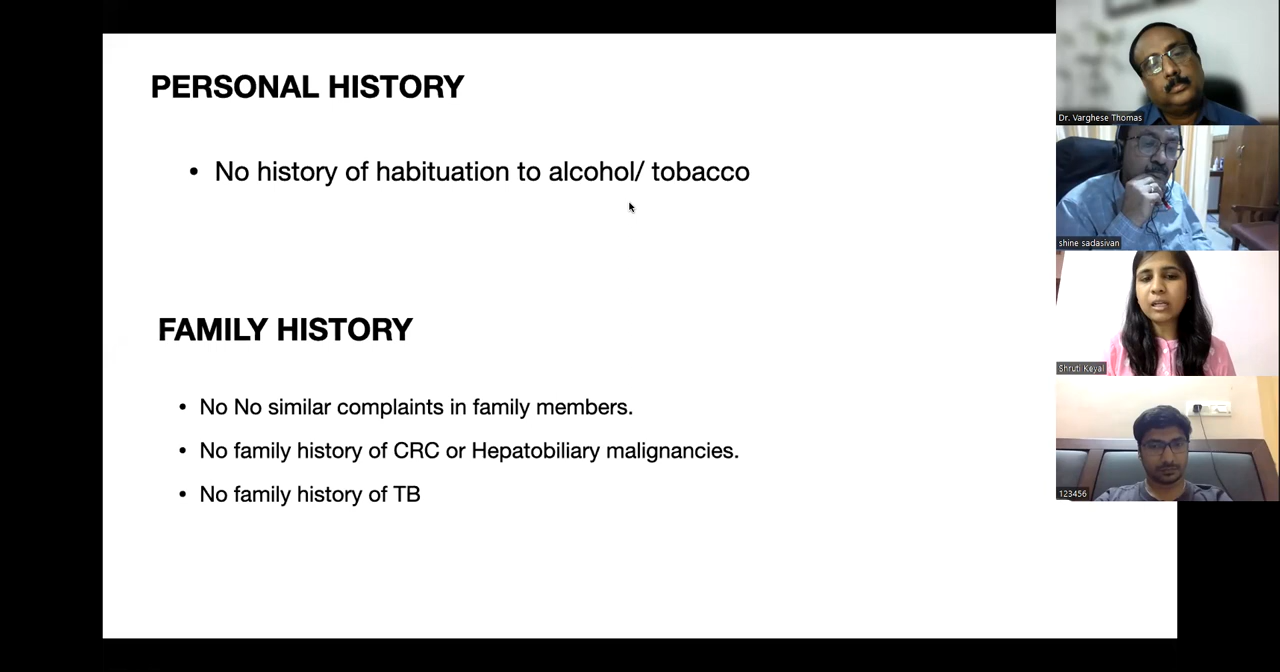 PERSONAL HISTORY
• No history of habituation to alcohol/ tobacco
FAMILY HISTORY
• No No similar complaints in family members.
• No family history of CRC or Hepatobiliary malignancies.
• No family history of TB
Dr. Varghese Thomas
shine sadasivan
Shruti Keyal
123456